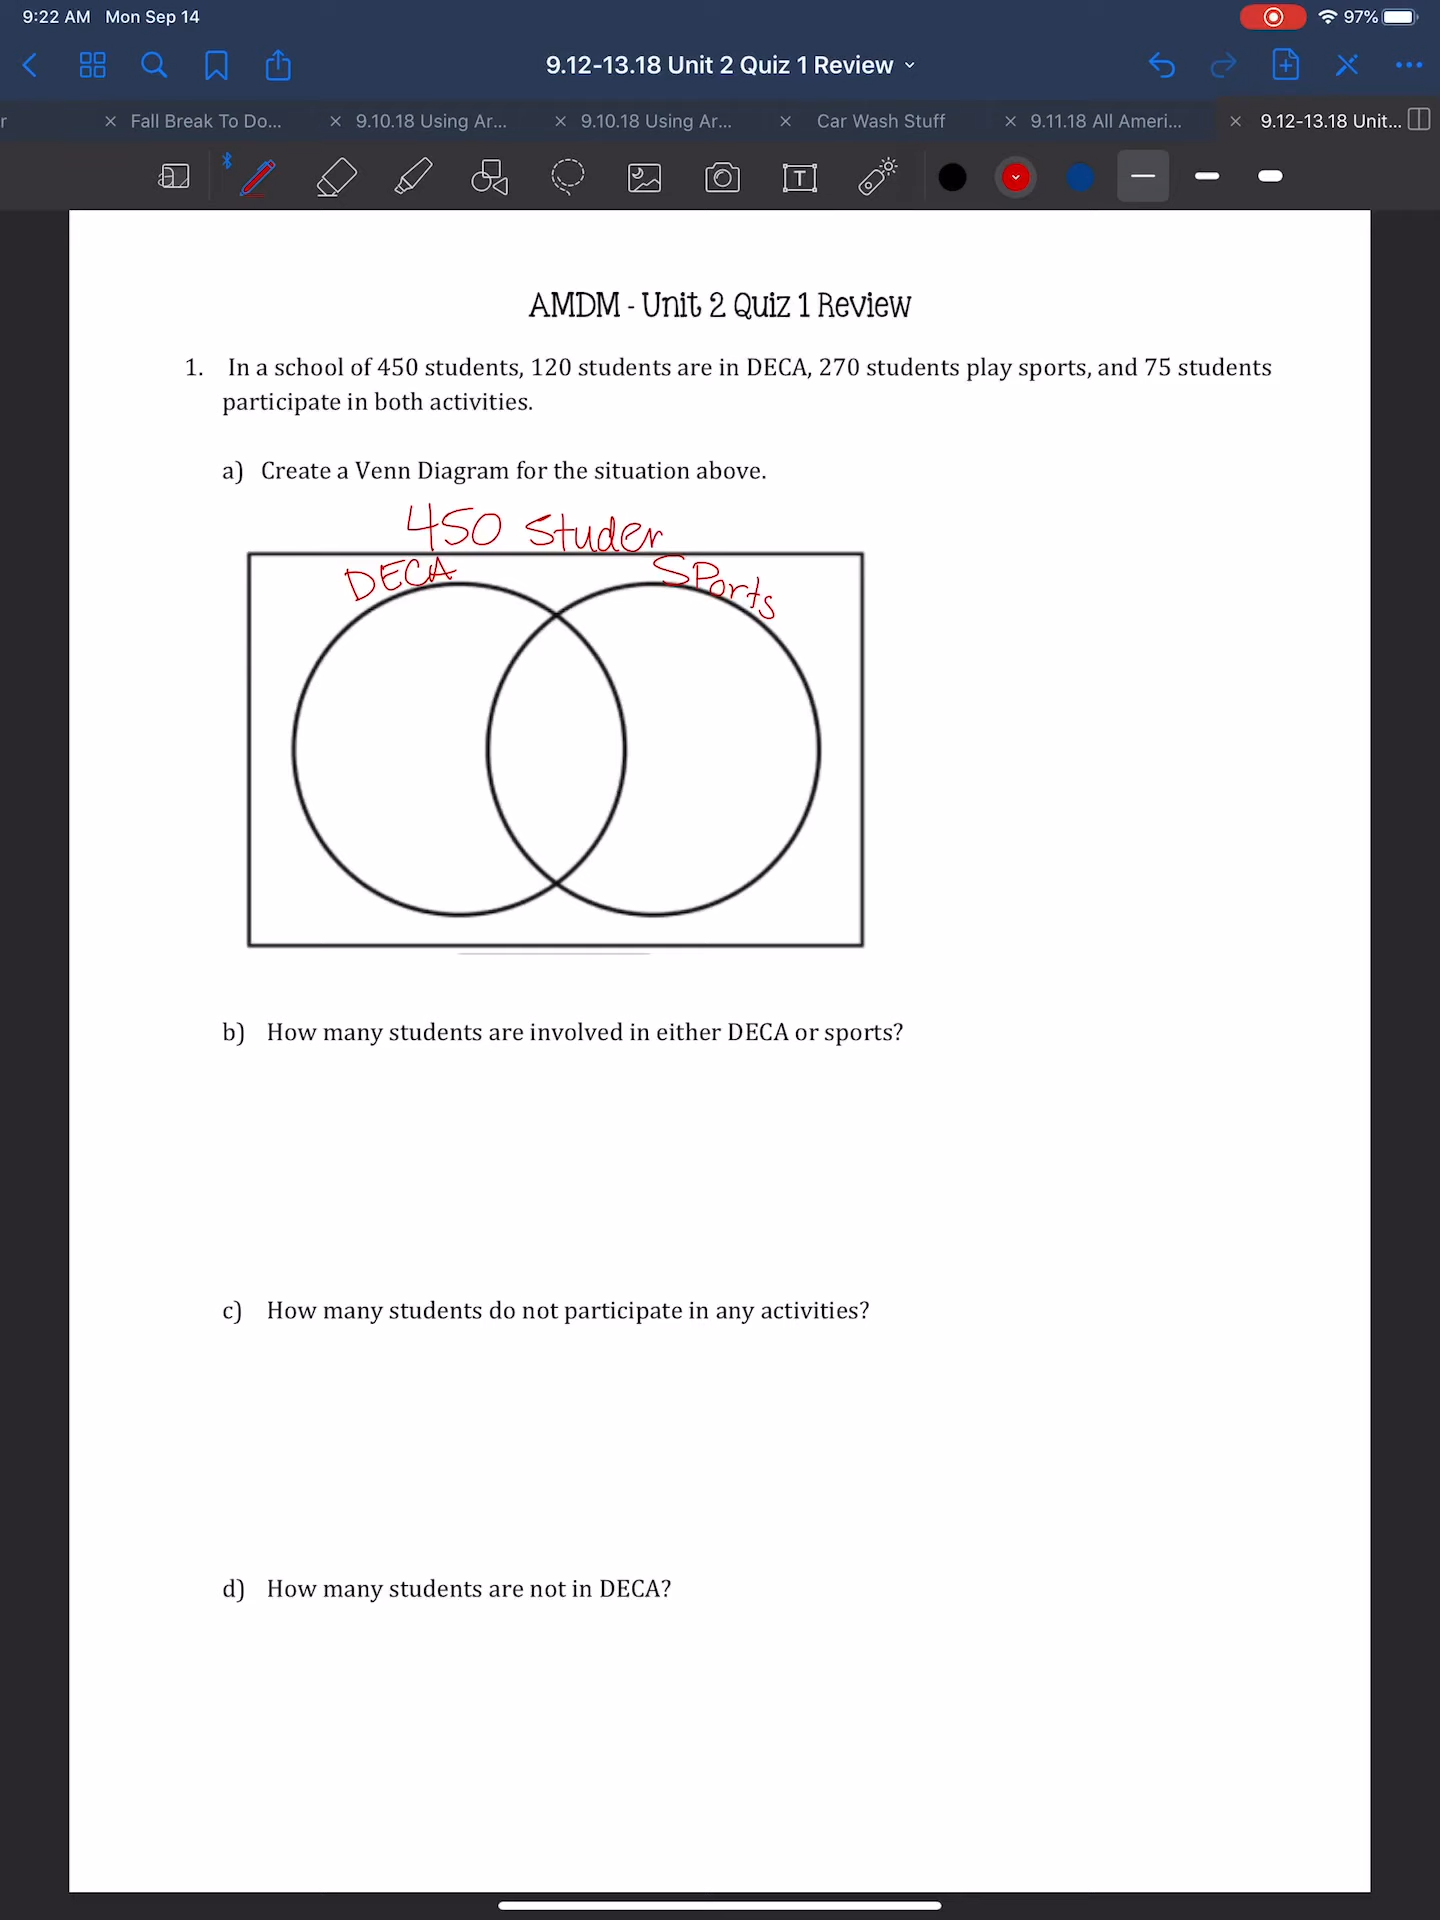 9:22 AM Mon Sep 14
97%
9.12-13.18 Unit 2 Quiz 1 Review
r
Fall Break To Do...
9.10.18 Using Ar...
9.10.18 Using Ar...
Car Wash Stuff
9.11.18 All Ameri...
9.12-13.18 Unit...
T
AMDM - Unit 2 Quiz 1 Review
1. In a school of 450 students, 120 students are in DECA, 270 students play sports, and 75 students
participate in both activities.
a) Create a Venn Diagram for the situation above.
450 Studer
DECA
SPorts
b) How many students are involved in either DECA or sports?
c) How many students do not participate in any activities?
d) How many students are not in DECA?